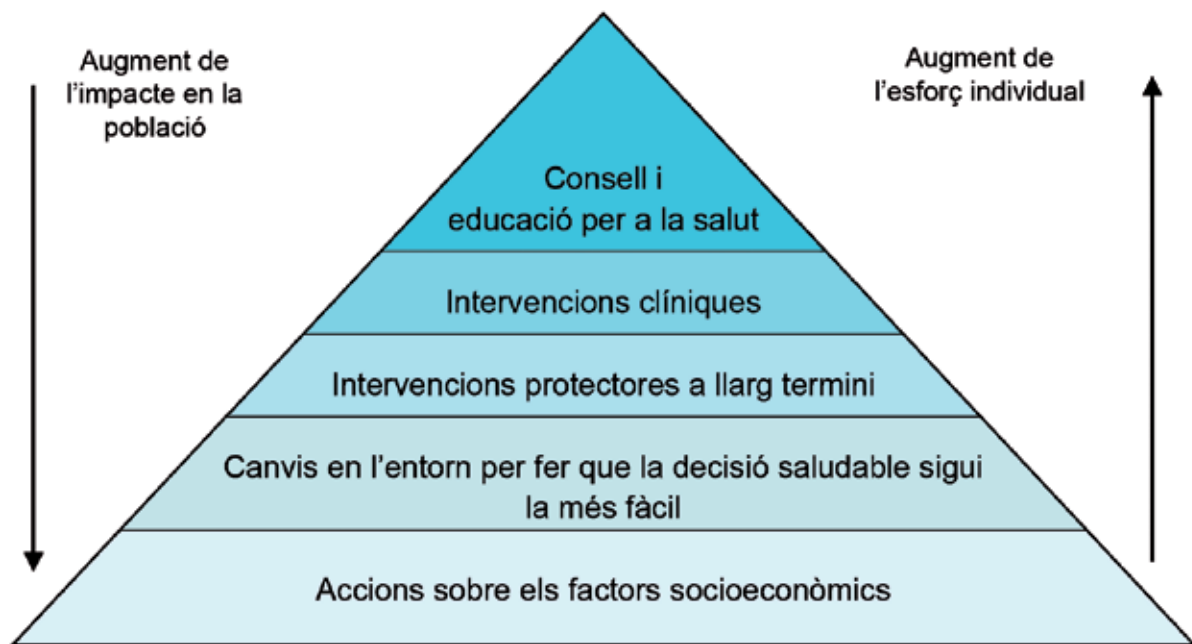 Augment de
l'impacte en la
població
Augment de
l'esforç individual
Consell i
educació per a la salut
Intervencions clíniques
Intervencions protectores a llarg termini
Canvis en l'entorn per fer que la decisió saludable sigui
la més fàcil
Accions sobre els factors socioeconòmics